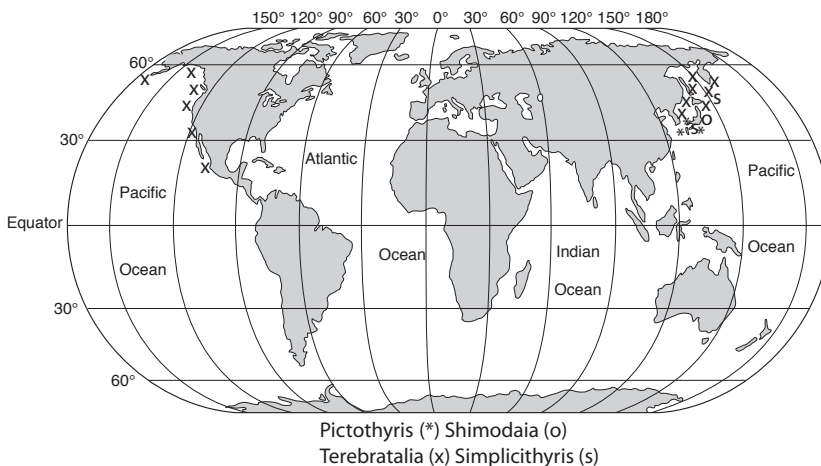 150° 120° 90° 60° 30° 0° 30° 60° 90° 120° 150° 180°
60°
x x x x x x
x x x x x x x x s o * * s *
30°
Atlantic
Pacific
Pacific
Equator
Ocean
Indian
Ocean
Ocean
Ocean
30°
60°
Pictothyris (*) Shimodaia (o)
Terebratalia (x) Simplicithyris (s)